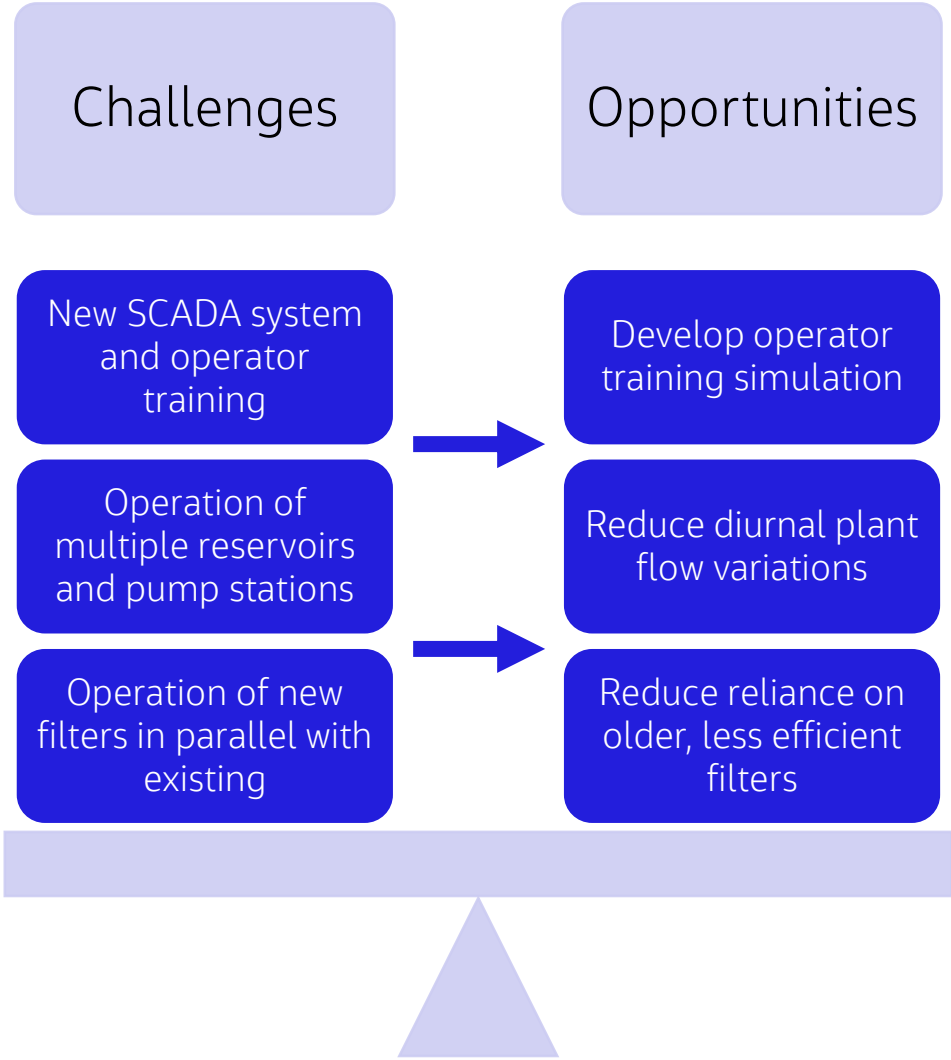 Challenges
Opportunities
New SCADA system
and operator
training
Develop operator
training simulation
Operation of
multiple reservoirs
and pump stations
Reduce diurnal plant
flow variations
Operation of new
filters in parallel with
existing
Reduce reliance on
older, less efficient
filters